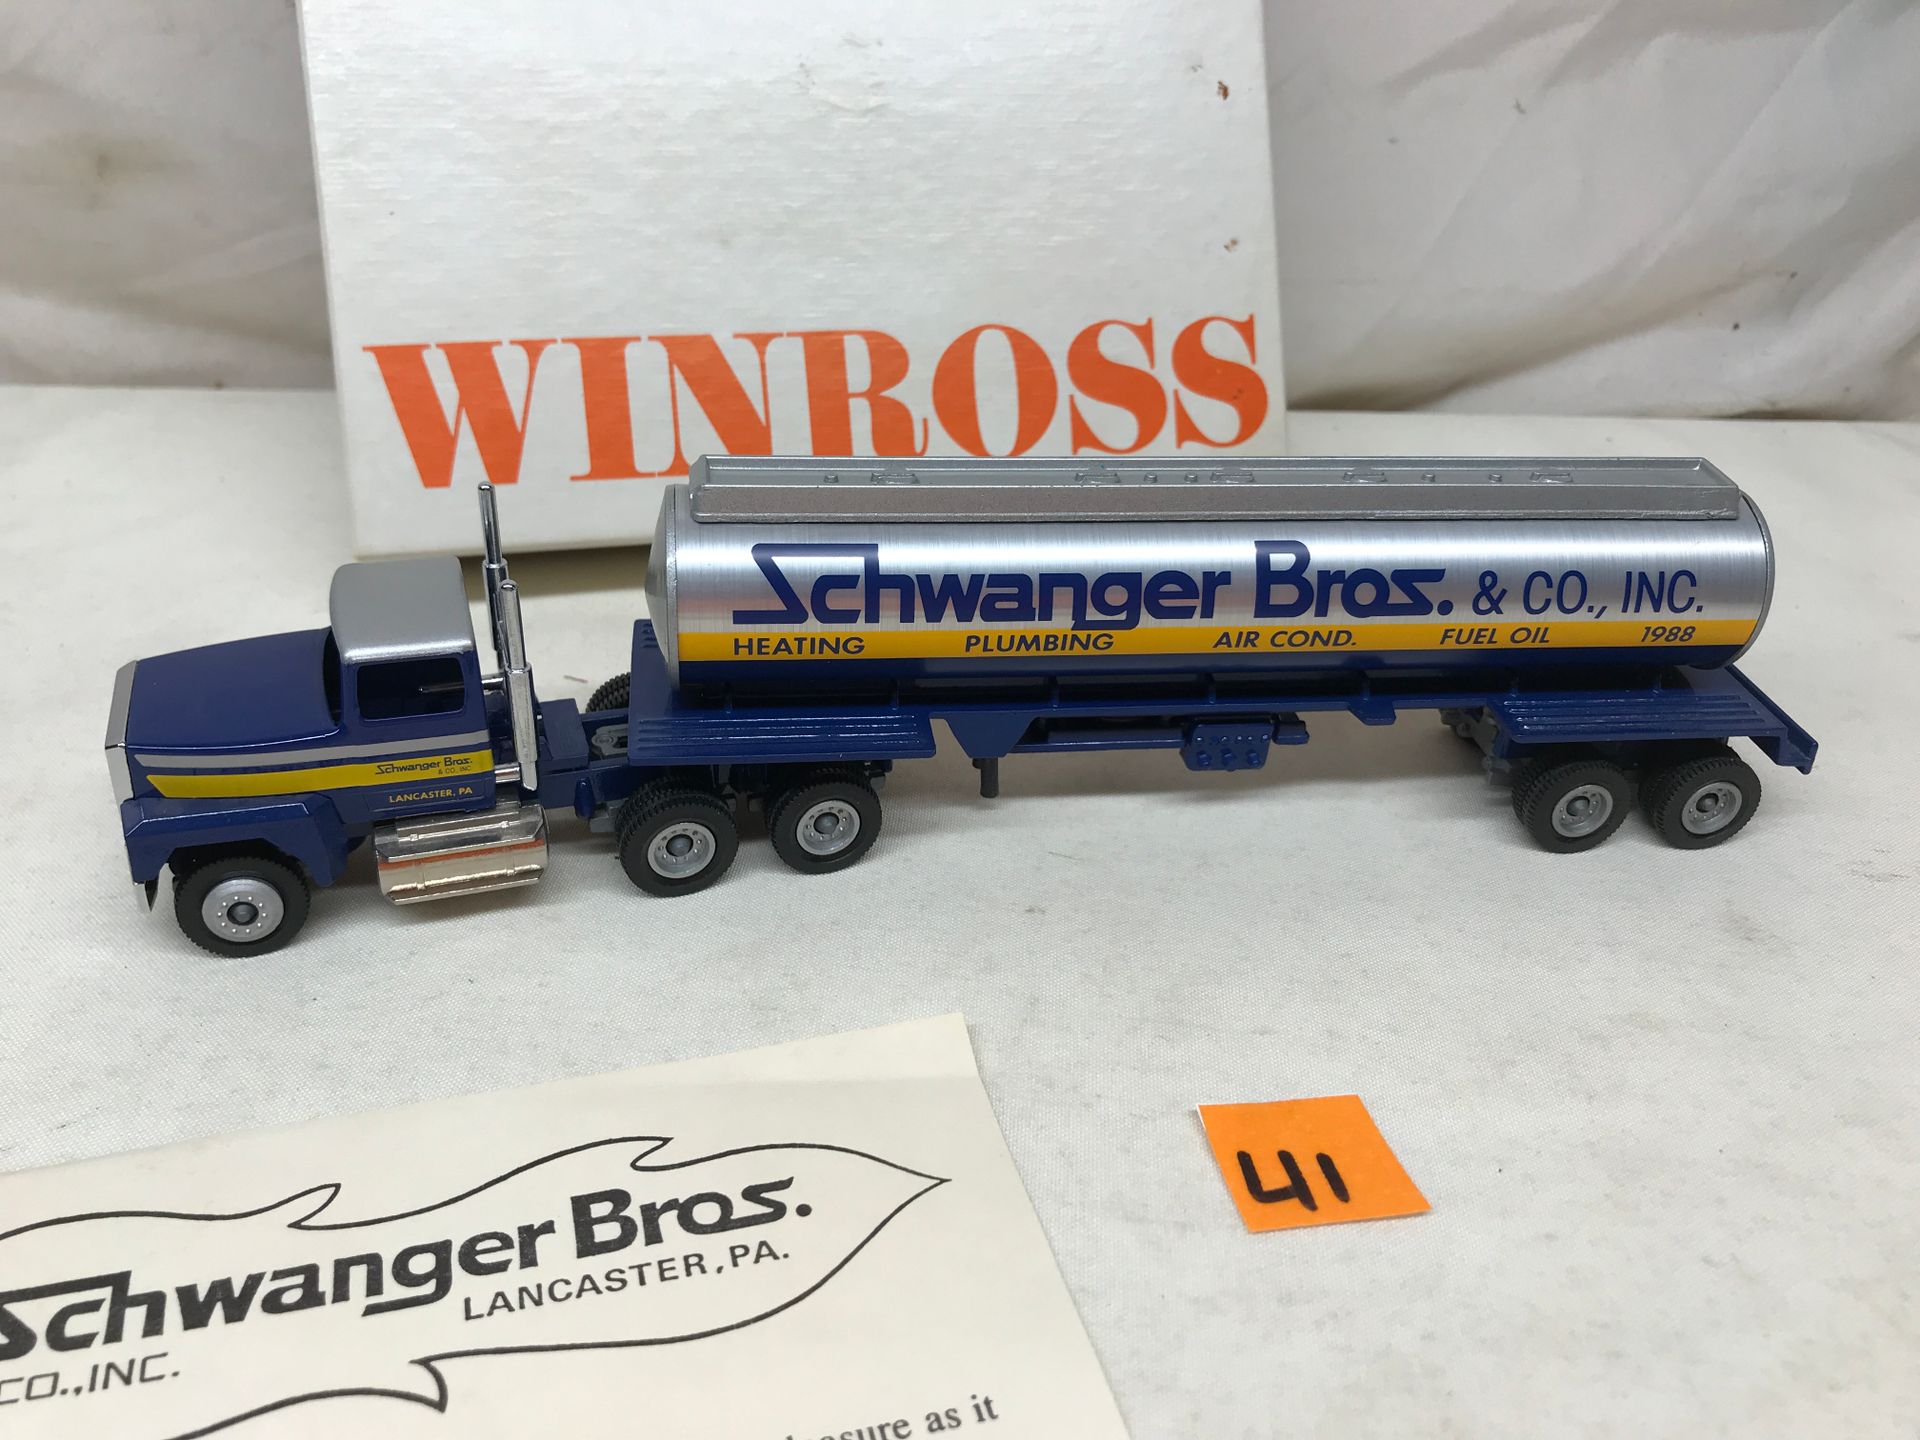 WINROSS
Schwanger Bros. & CO., INC.
HEATING PLUMBING AIR COND. FUEL OIL 1988
Schwanger Bros.
& CO., INC.
LANCASTER, PA
41
Schwanger Bros.
LANCASTER, PA.
CO., INC.
as it